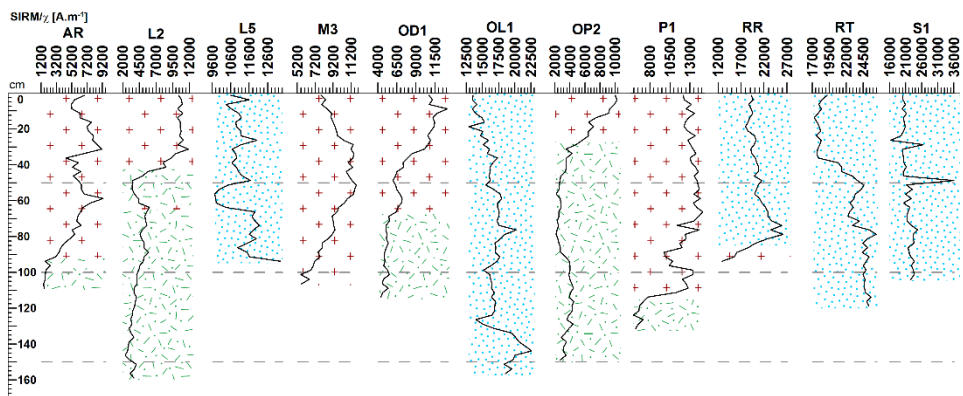 SIRM/χ [A.m-1]
AR L2 L5 M3 OD1 OL1 OP2 P1 RR RT S1
1200 3200 5200 7200 9200
2000 4500 7000 9500 12000
9600 10600 11600 12600
5200 7200 9200 11200
4000 6500 9000 11500
12500 15000 17500 20000 22500
2000 4000 6000 8000 10000
8000 13000
12000 17000 22000 27000
17000 19500 22000 24500
16000 21000 26000 31000 36000
cm
0
20
40
60
80
100
120
140
160